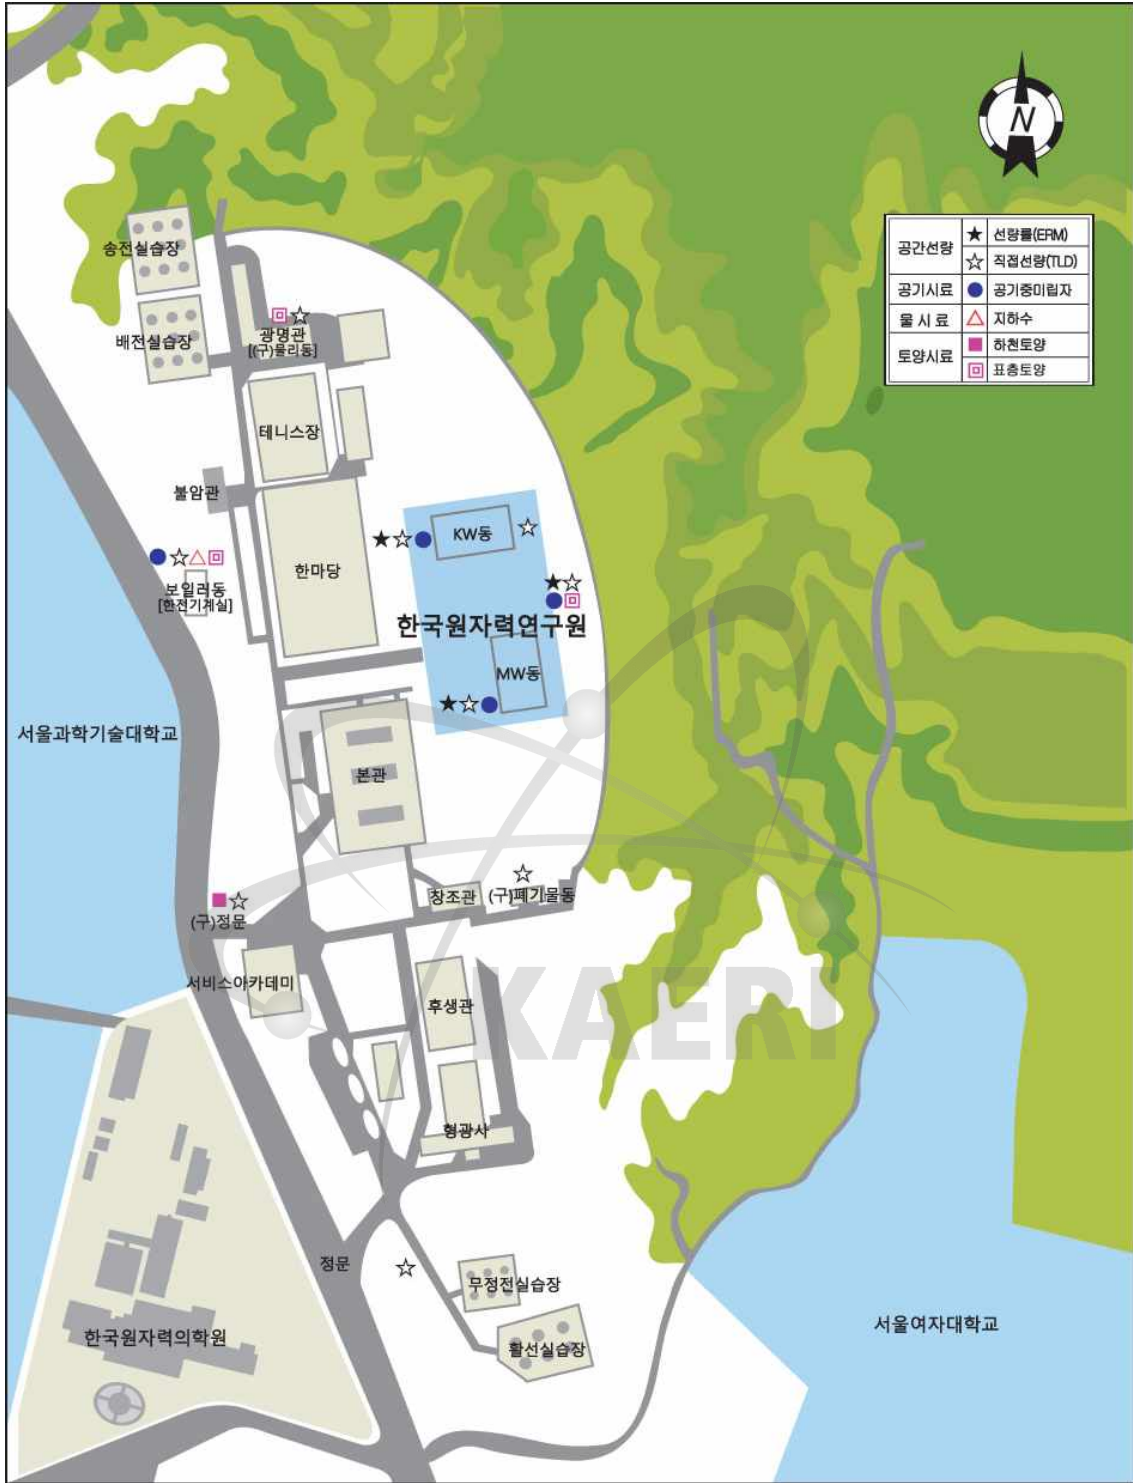 N
공간선량
선량률(ERM)
직접선량(TLD)
공기시료
공기중미립자
물 시 료
지하수
토양시료
하천토양
표층토양
송전실습장
배전실습장
광명관
[(구)물리동]
테니스장
불암관
KW동
한마당
보일러동
[한전기계실]
한국원자력연구원
MW동
서울과학기술대학교
본관
창조관
(구)폐기물동
(구)정문
서비스아카데미
후생관
KAERI
형광사
정문
무정전실습장
활선실습장
한국원자력의학원
서울여자대학교